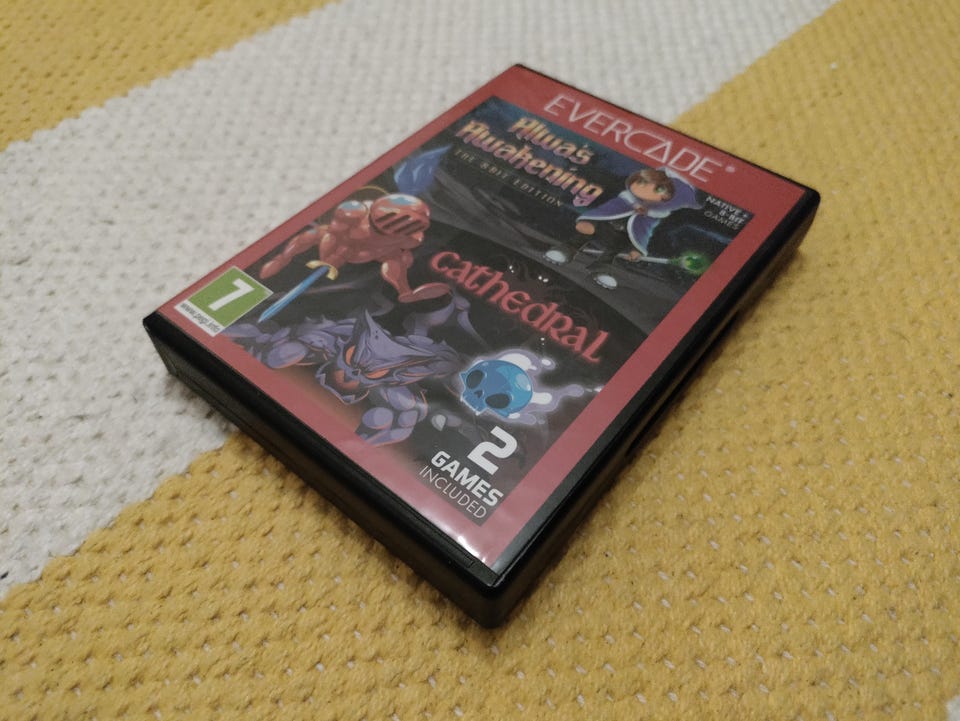 EVERCADE
Alwa's
Awakening
THE 8-BIT EDITION
NATIVE +
8-BIT
GAMES
CATHEDRAL
7
www.pegi.info
2
GAMES
INCLUDED